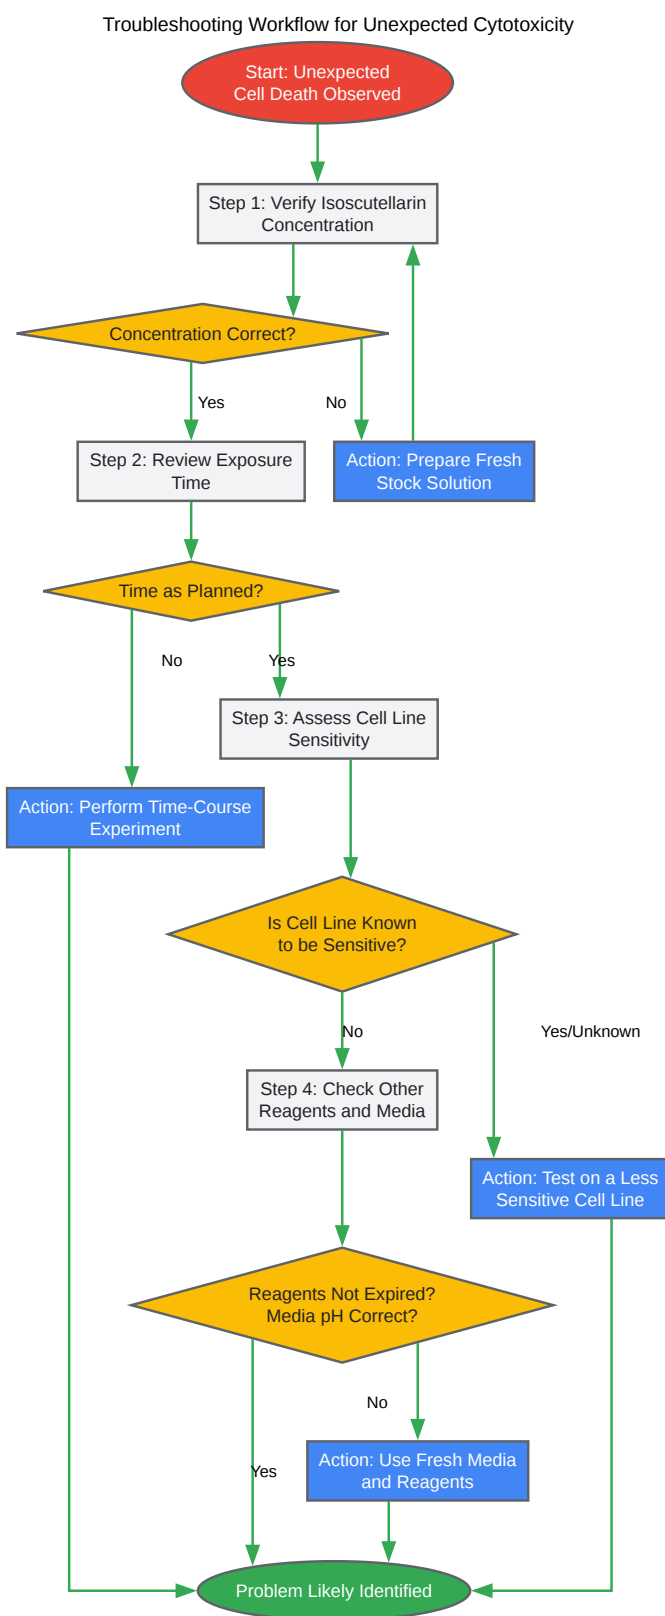 Troubleshooting Workflow for Unexpected Cytotoxicity
Start: Unexpected
Cell Death Observed
Step 1: Verify Isoscutellarin
Concentration
Concentration Correct?
Yes
No
Step 2: Review Exposure
Time
Action: Prepare Fresh
Stock Solution
Time as Planned?
No
Yes
Step 3: Assess Cell Line
Sensitivity
Action: Perform Time-Course
Experiment
Is Cell Line Known
to be Sensitive?
No
Yes/Unknown
Step 4: Check Other
Reagents and Media
Action: Test on a Less
Sensitive Cell Line
Reagents Not Expired?
Media pH Correct?
No
Yes
Action: Use Fresh Media
and Reagents
Problem Likely Identified